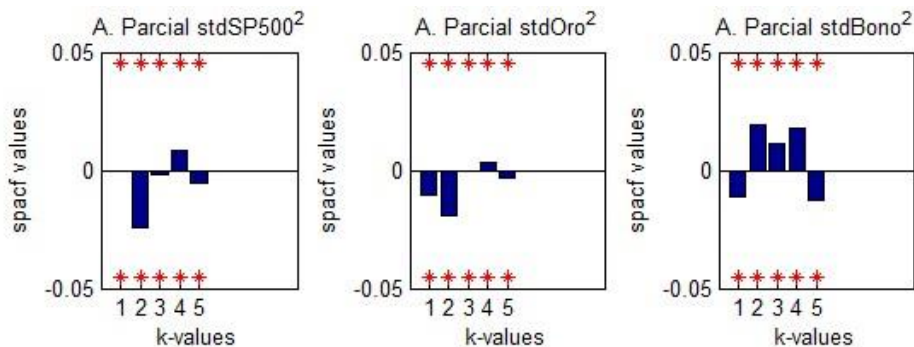 A. Parcial stdSP500²
0.05
0
-0.05
spacf values
1 2 3 4 5
k-values
A. Parcial stdOro²
0.05
0
-0.05
spacf values
1 2 3 4 5
k-values
A. Parcial stdBono²
0.05
0
-0.05
spacf values
1 2 3 4 5
k-values